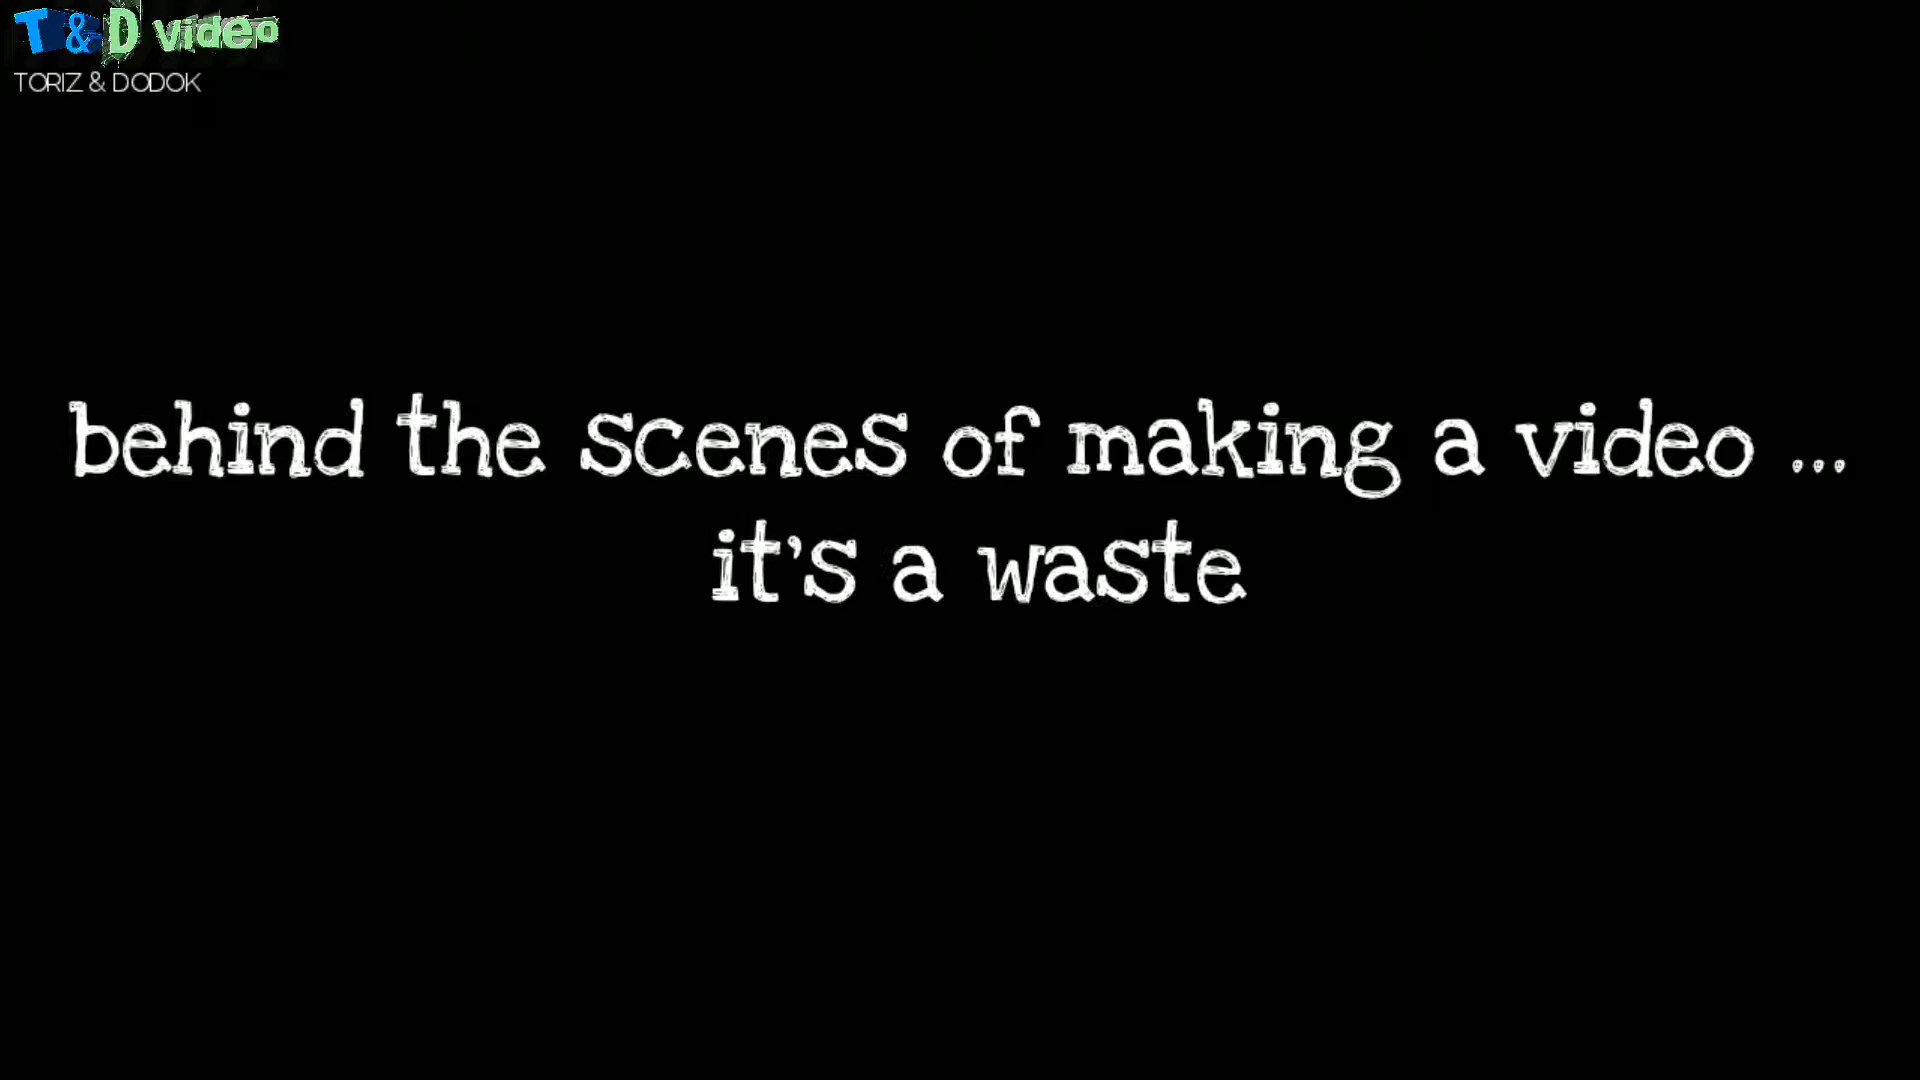 T&D video
TORIZ & DODOK
behind the scenes of making a video ...
it's a waste